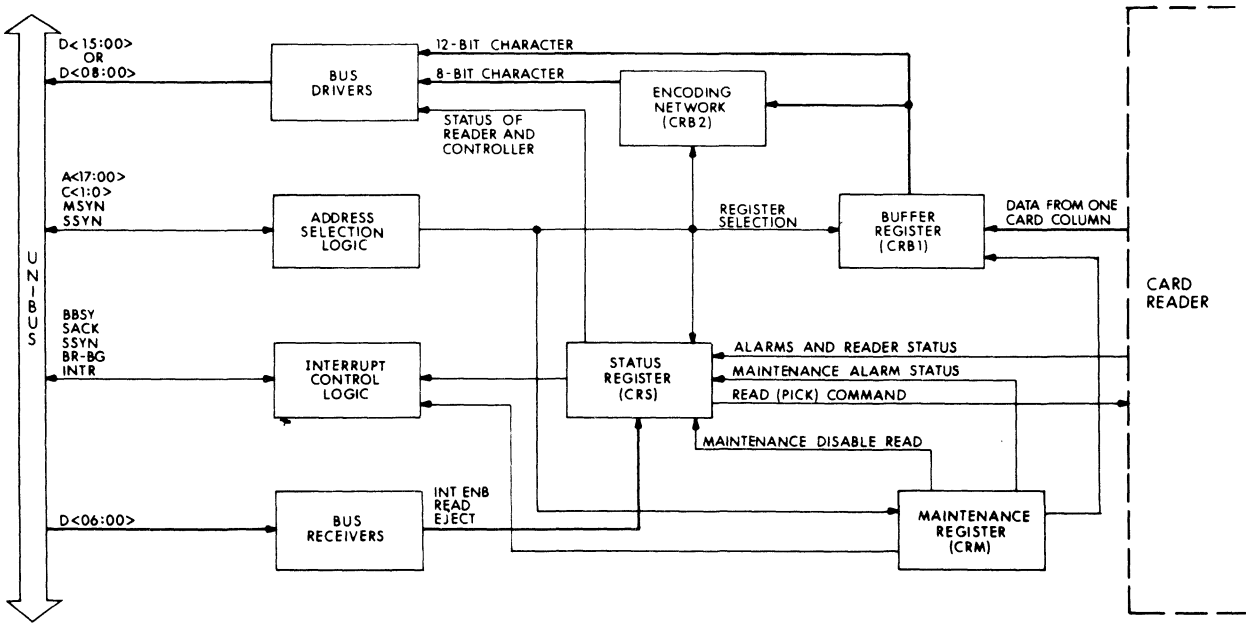 D<15:00>
OR
D<08:00>
BUS
DRIVERS
12-BIT CHARACTER
8-BIT CHARACTER
STATUS OF
READER AND
CONTROLLER
ENCODING
NETWORK
(CRB2)
A<17:00>
C<1:0>
MSYN
SSYN
ADDRESS
SELECTION
LOGIC
REGISTER
SELECTION
BUFFER
REGISTER
(CRB1)
DATA FROM ONE
CARD COLUMN
UNIBUS
CARD
READER
BBSY
SACK
SSYN
BR-BG
INTR
INTERRUPT
CONTROL
LOGIC
STATUS
REGISTER
(CRS)
ALARMS AND READER STATUS
MAINTENANCE ALARM STATUS
READ (PICK) COMMAND
MAINTENANCE DISABLE READ
D<06:00>
BUS
RECEIVERS
INT ENB
READ
EJECT
MAINTENANCE
REGISTER
(CRM)